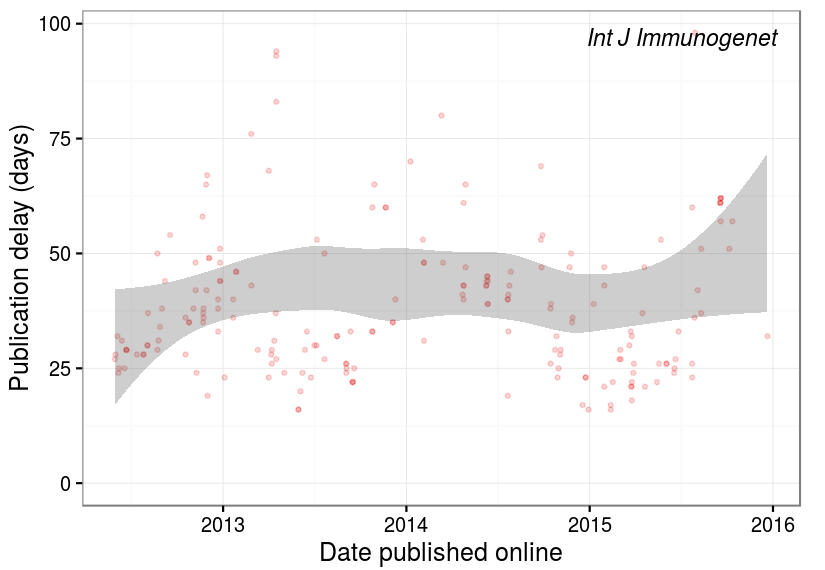 Int J Immunogenet
Publication delay (days)
100
75
50
25
0
2013 2014 2015 2016
Date published online